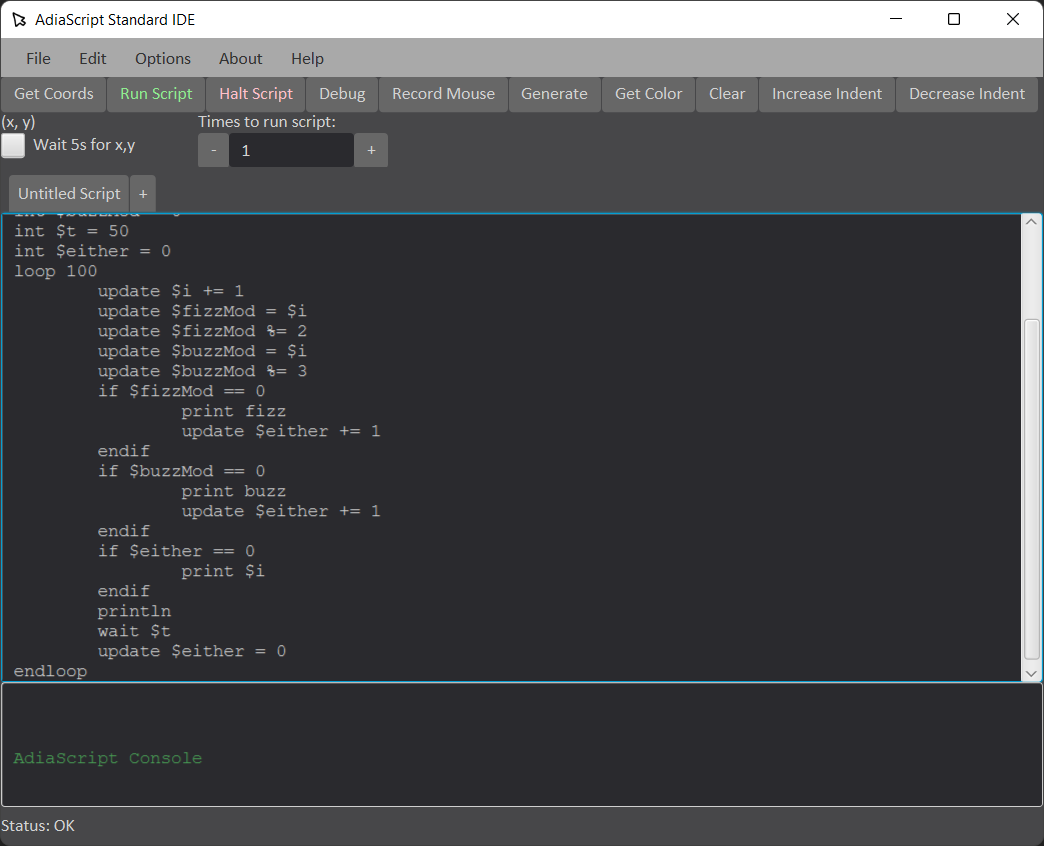 AdiaScript Standard IDE
File Edit Options About Help
Get Coords Run Script Halt Script Debug Record Mouse Generate Get Color Clear Increase Indent Decrease Indent
(x, y)
Times to run script:
Wait 5s for x,y
- 1 +
Untitled Script +
int $t = 50
int $either = 0
loop 100
update $i += 1
update $fizzMod = $i
update $fizzMod %= 2
update $buzzMod = $i
update $buzzMod %= 3
if $fizzMod == 0
print fizz
update $either += 1
endif
if $buzzMod == 0
print buzz
update $either += 1
endif
if $either == 0
print $i
endif
println
wait $t
update $either = 0
endloop
AdiaScript Console
Status: OK